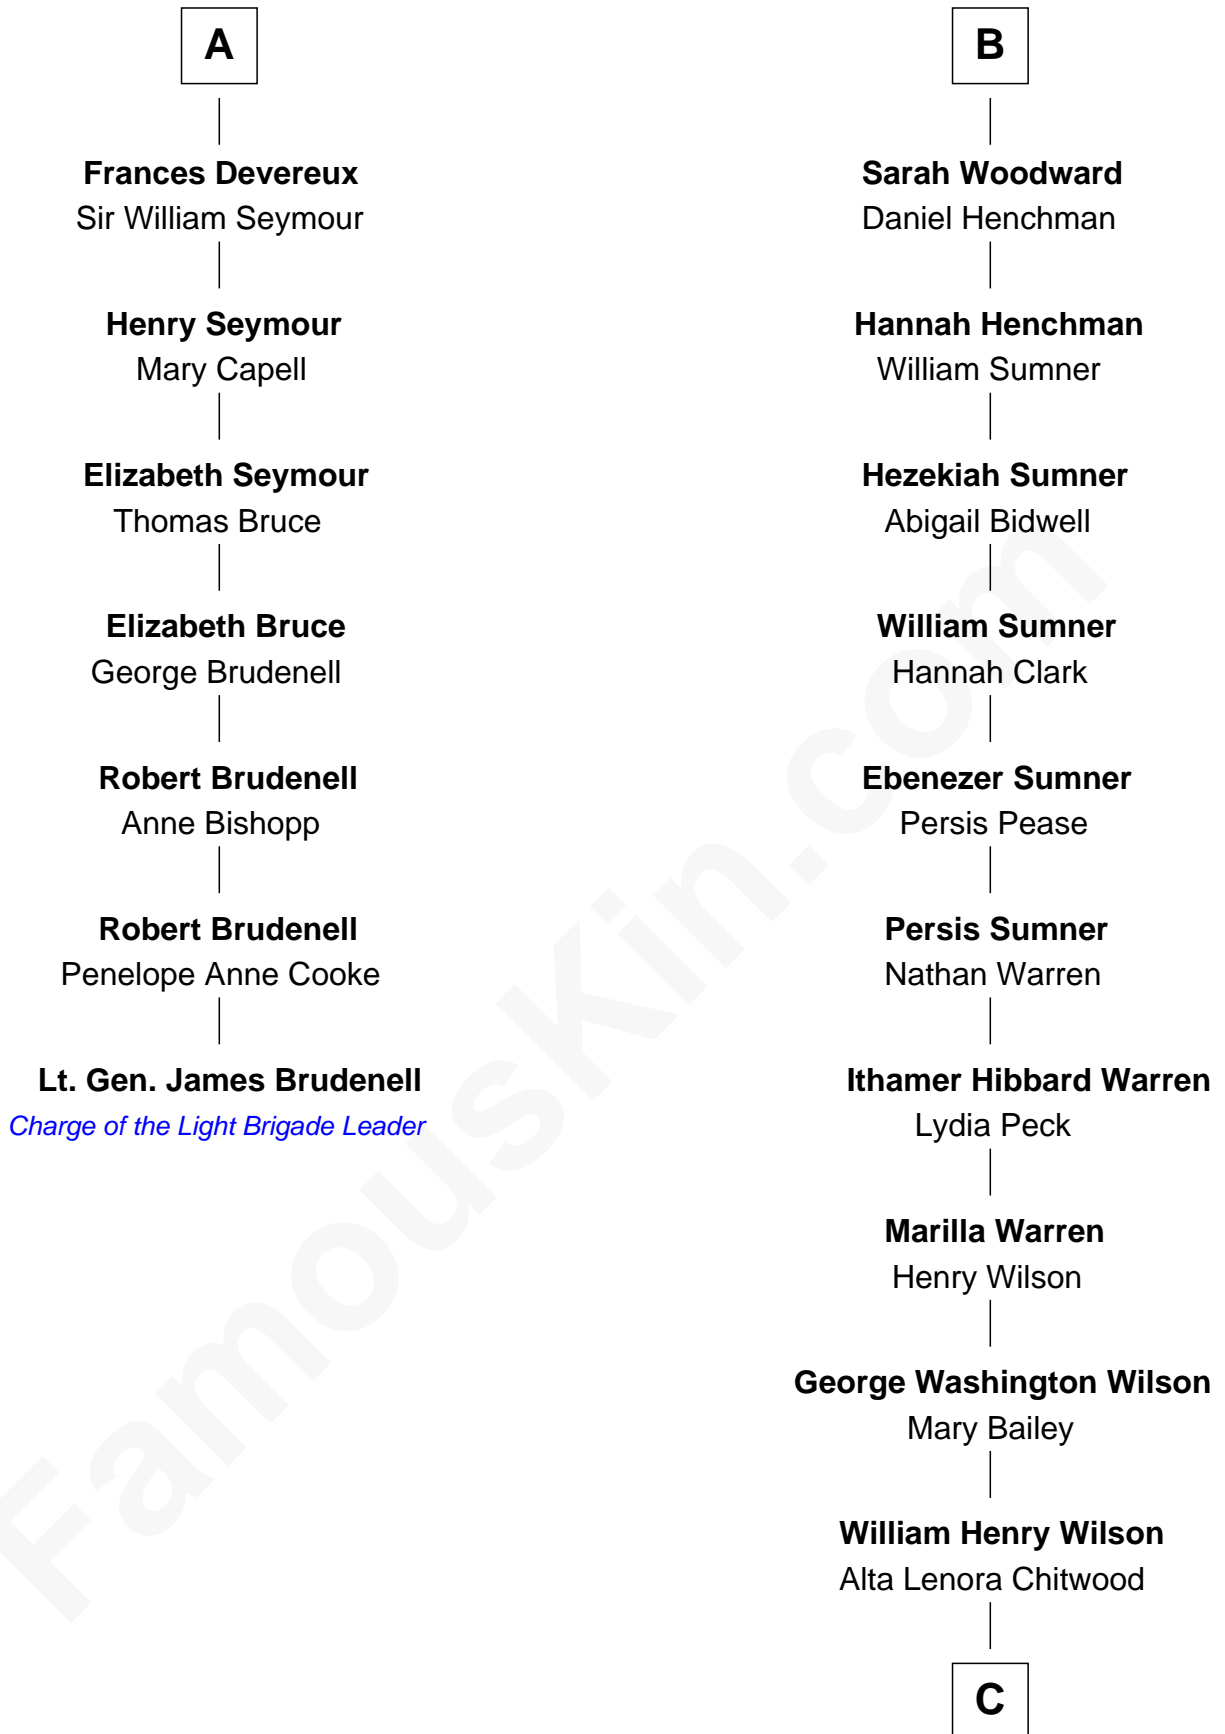 A
Frances Devereux
Sir William Seymour
Henry Seymour
Mary Capell
Elizabeth Seymour
Thomas Bruce
Elizabeth Bruce
George Brudenell
Robert Brudenell
Anne Bishopp
Robert Brudenell
Penelope Anne Cooke
Lt. Gen. James Brudenell
Charge of the Light Brigade Leader
B
Sarah Woodward
Daniel Henchman
Hannah Henchman
William Sumner
Hezekiah Sumner
Abigail Bidwell
William Sumner
Hannah Clark
Ebenezer Sumner
Persis Pease
Persis Sumner
Nathan Warren
Ithamer Hibbard Warren
Lydia Peck
Marilla Warren
Henry Wilson
George Washington Wilson
Mary Bailey
William Henry Wilson
Alta Lenora Chitwood
C
FamousKin.com